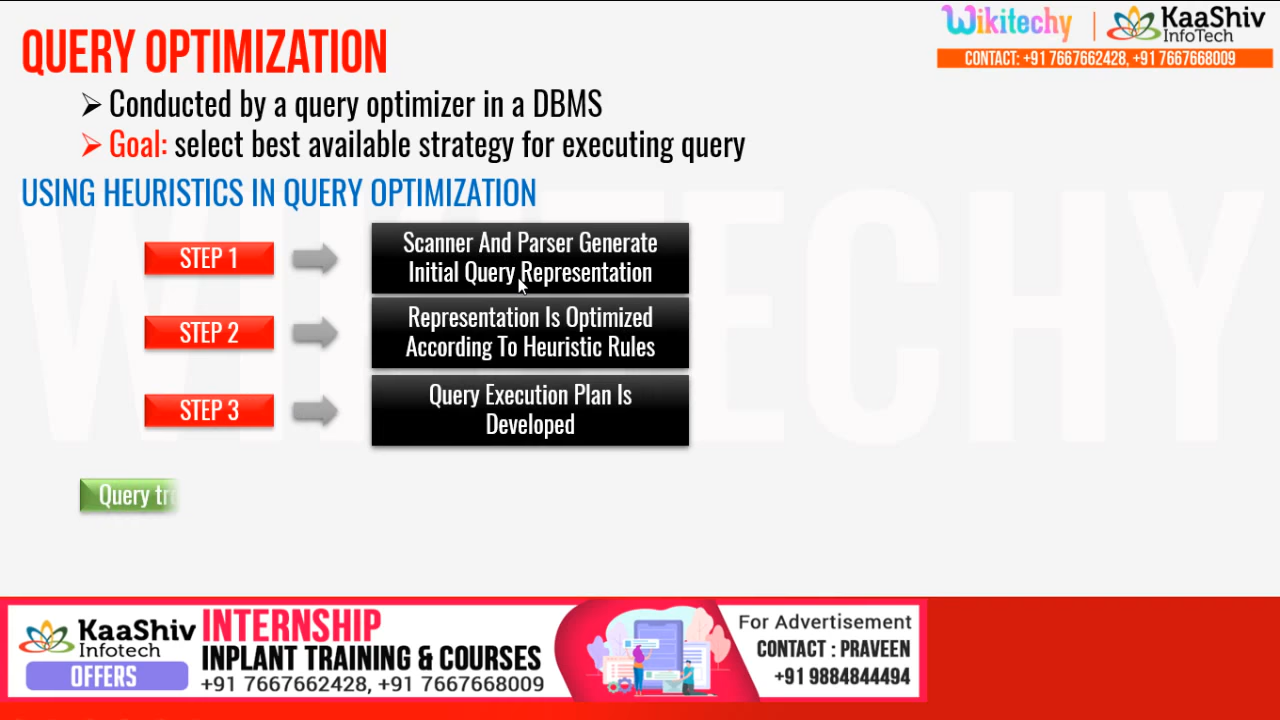 Wikitechy | KaaShiv InfoTech
CONTACT: +91 7667662428, +91 7667668009
QUERY OPTIMIZATION
Conducted by a query optimizer in a DBMS
Goal: select best available strategy for executing query
USING HEURISTICS IN QUERY OPTIMIZATION
STEP 1
Scanner And Parser Generate
Initial Query Representation
STEP 2
Representation Is Optimized
According To Heuristic Rules
STEP 3
Query Execution Plan Is
Developed
Query
WIKITECHY
KaaShiv
Infotech
OFFERS
INTERNSHIP
INPLANT TRAINING & COURSES
+91 7667662428, +91 7667668009
For Advertisement
CONTACT : PRAVEEN
+91 9884844494